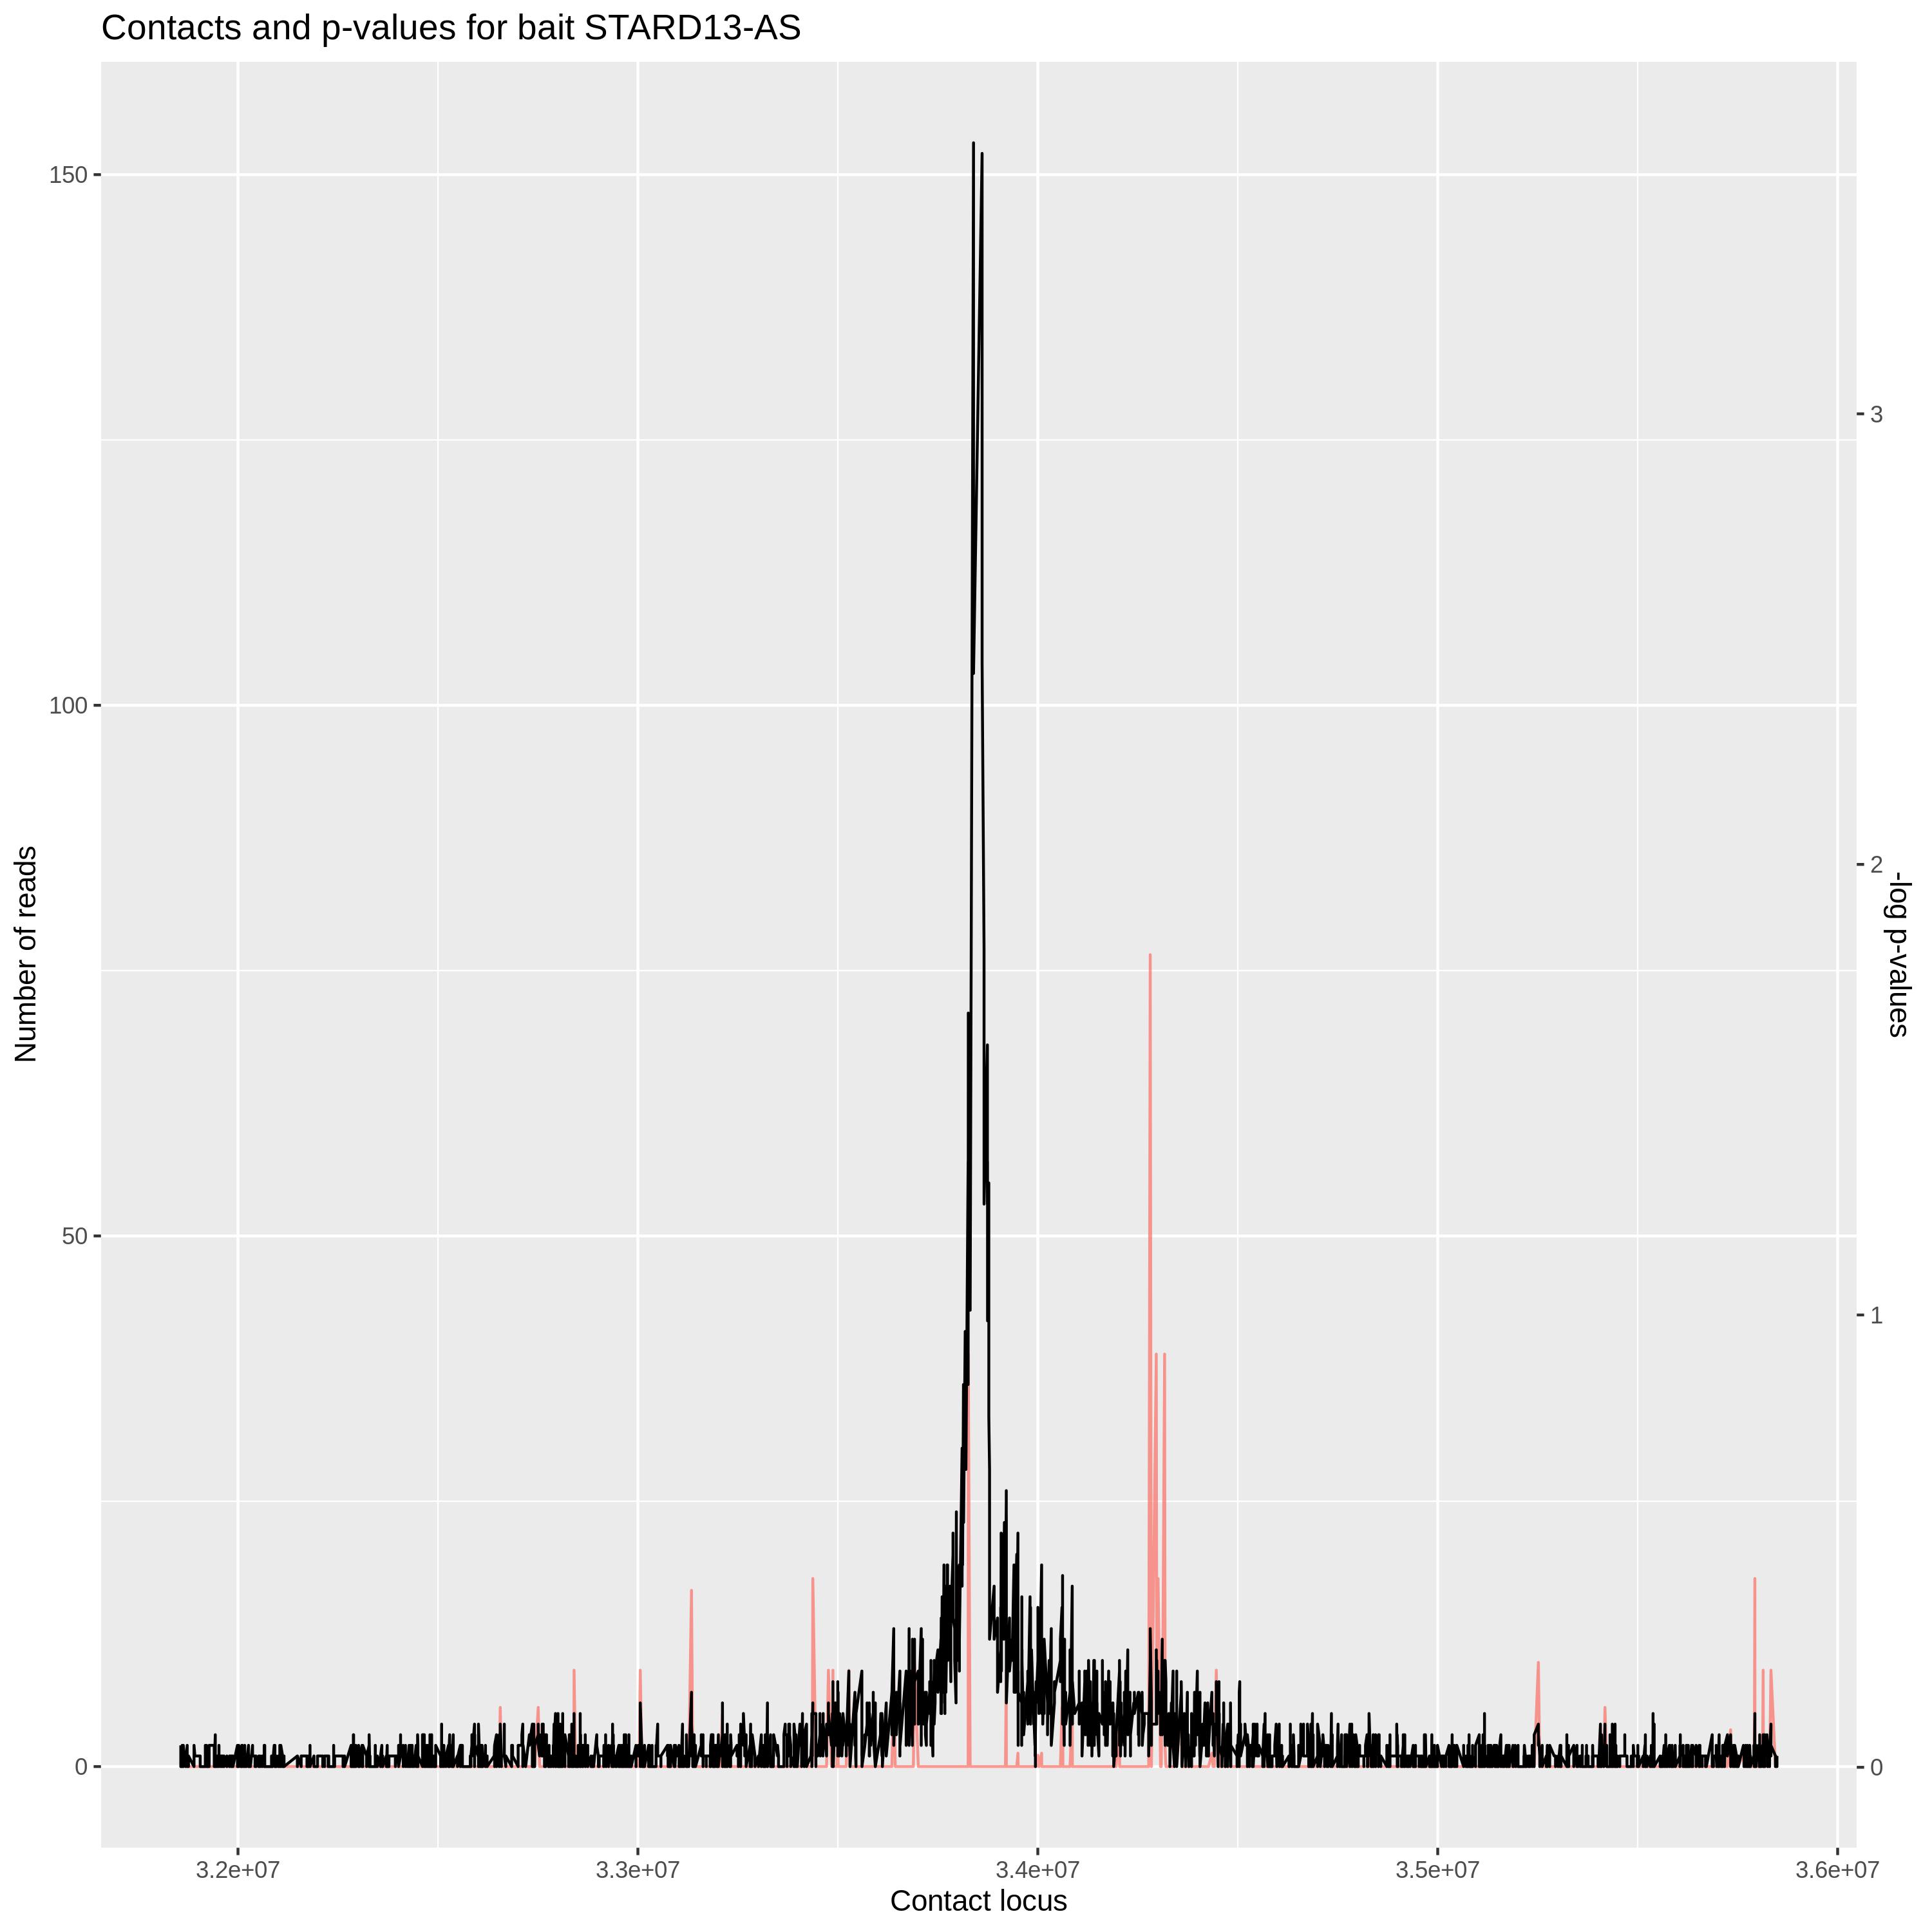 Contacts and p-values for bait STARD13-AS
150
100
50
0
Number of reads
3
2
1
0
-log p-values
3.2e+07 3.3e+07 3.4e+07 3.5e+07 3.6e+07
Contact locus